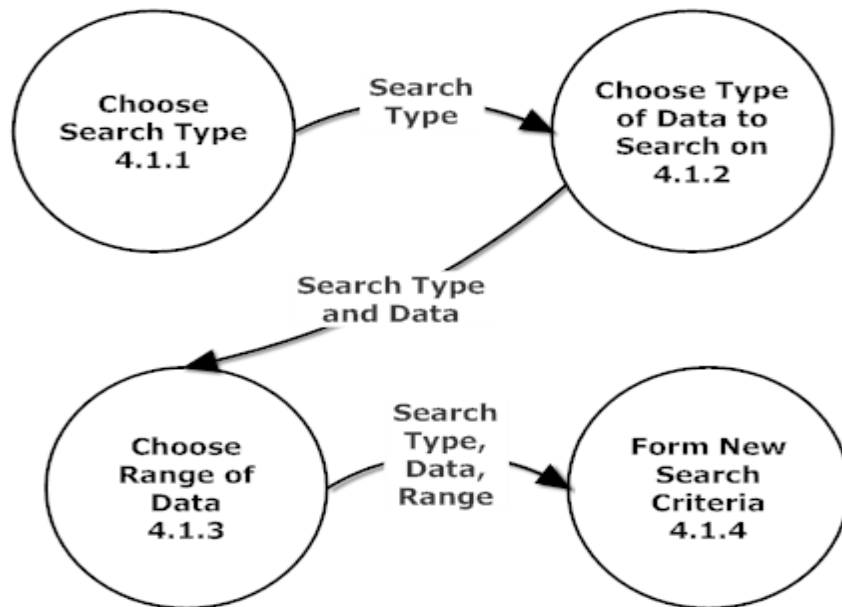 Choose
Search Type
4.1.1
Search
Type
Choose Type
of Data to
Search on
4.1.2
Search Type
and Data
Choose
Range of
Data
4.1.3
Search
Type,
Data,
Range
Form New
Search
Criteria
4.1.4